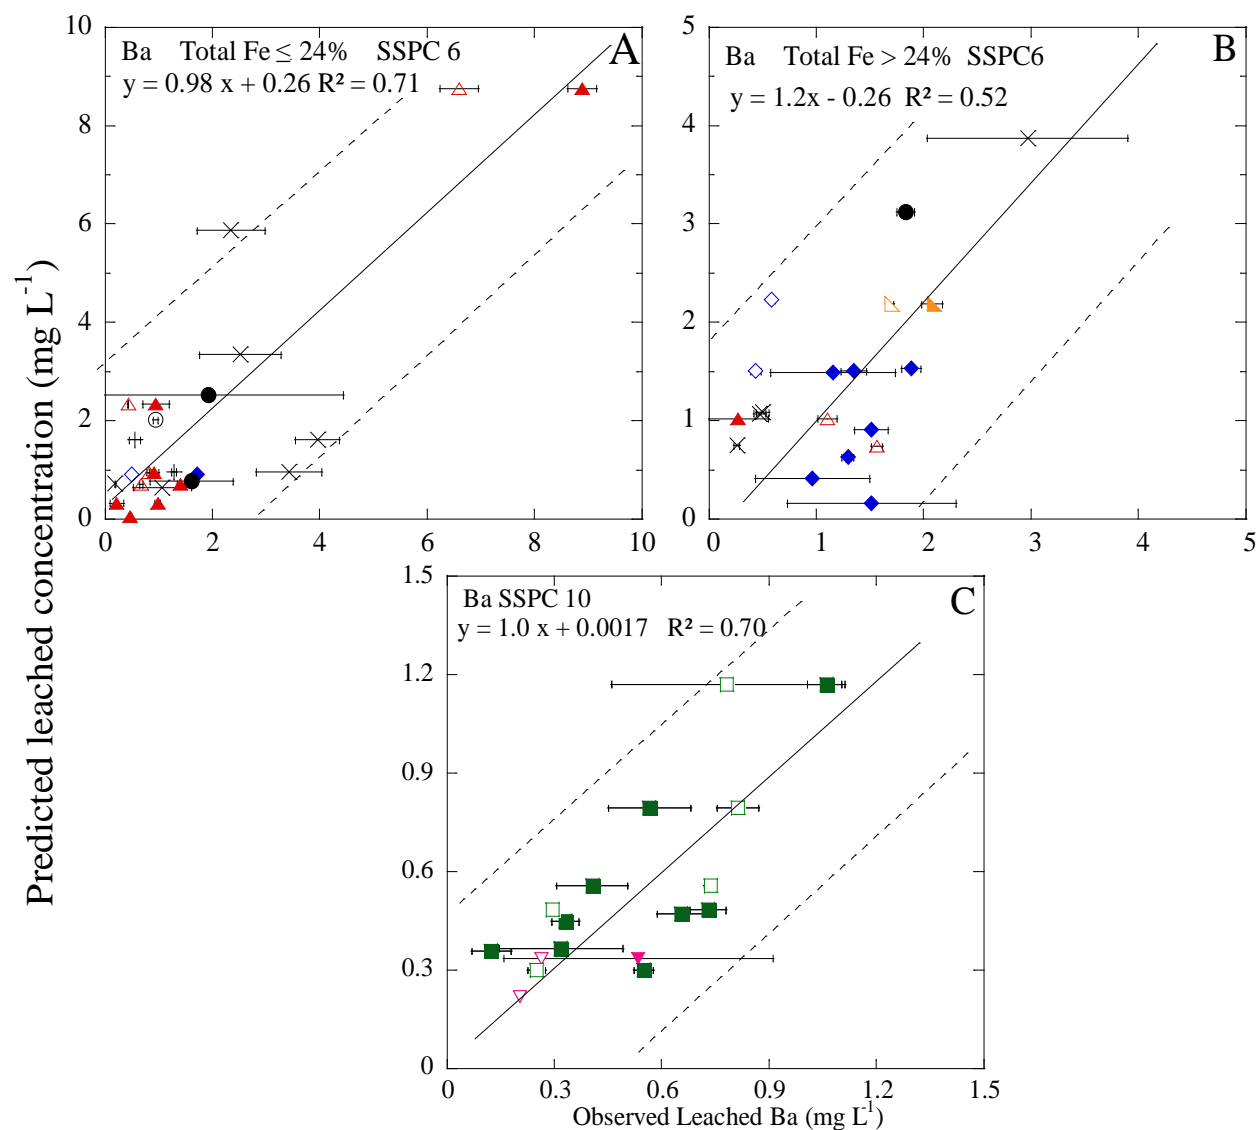 Predicted leached concentration (mg L-1)
Ba Total Fe ≤ 24% SSPC 6
A
y = 0.98 x + 0.26 R² = 0.71
10
8
6
4
2
0
0 2 4 6 8 10
Ba Total Fe > 24% SSPC6
B
y = 1.2x - 0.26 R² = 0.52
5
4
3
2
1
0
0 1 2 3 4 5
Ba SSPC 10
C
y = 1.0 x + 0.0017 R² = 0.70
1.5
1.2
0.9
0.6
0.3
0
0 0.3 0.6 0.9 1.2 1.5
Observed Leached Ba (mg L-1)